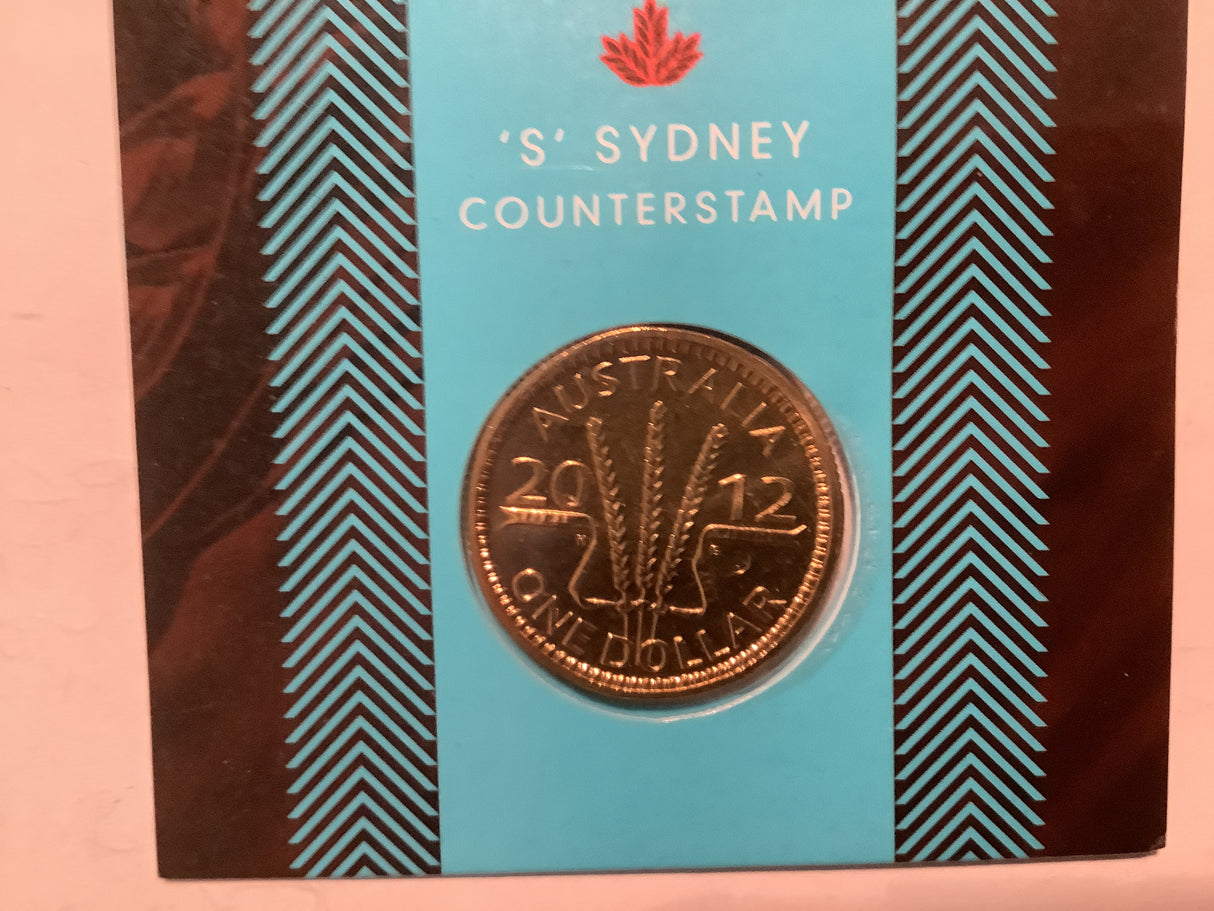 'S' SYDNEY
COUNTERSTAMP
AUSTRALIA
20 12
ONE DOLLAR